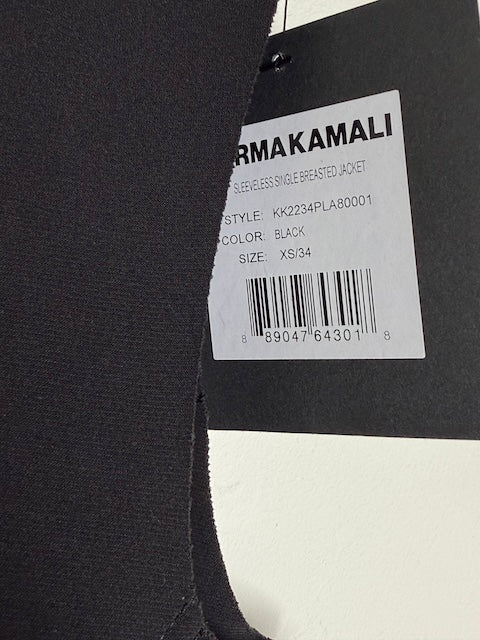 RMAKAMALI
SLEEVELESS SINGLE BREASTED JACKET
STYLE: KK2234PLA80001
COLOR: BLACK
SIZE: XS/34
8 89047 64301 8